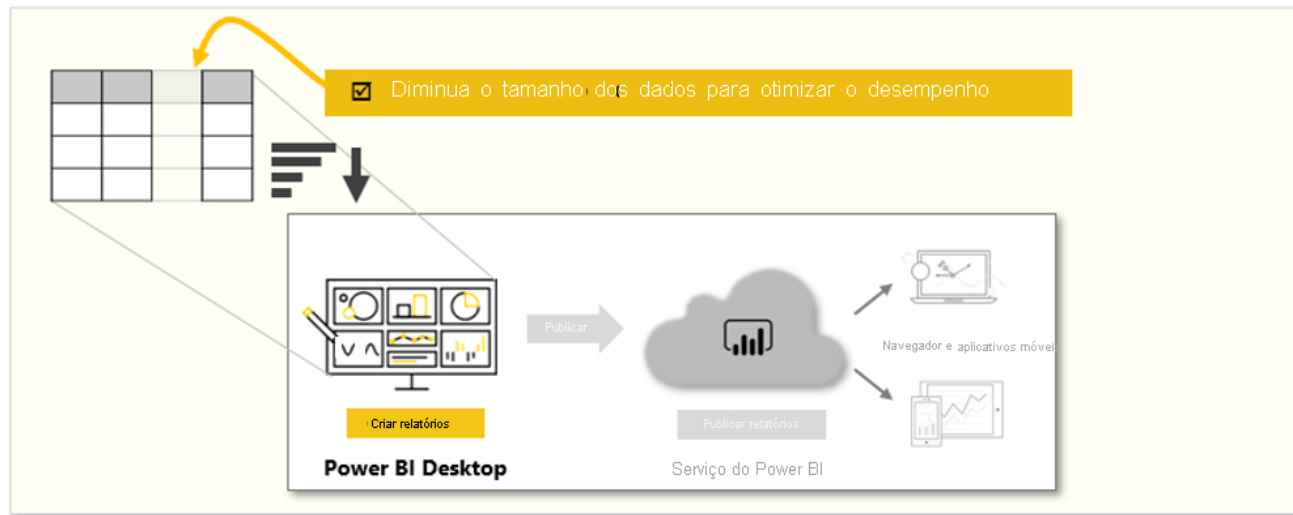 Diminua o tamanho dos dados para otimizar o desempenho
Publicar
Navegador e aplicativos móvei
Criar relatórios
Publicar relatórios
Power BI Desktop
Serviço do Power BI